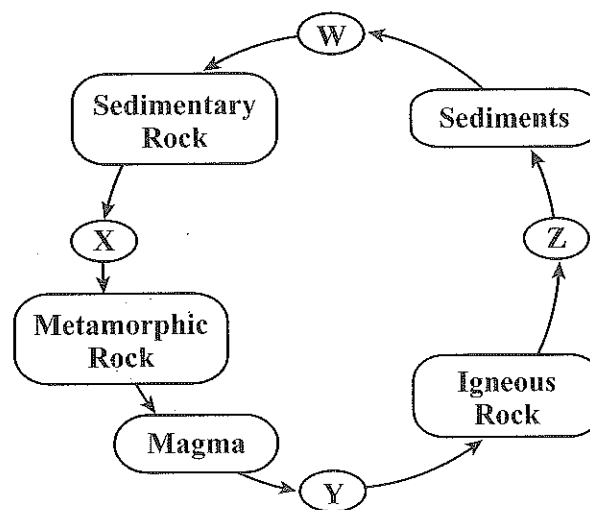 W
Sedimentary
Rock
Sediments
X
Z
Metamorphic
Rock
Igneous
Rock
Magma
Y